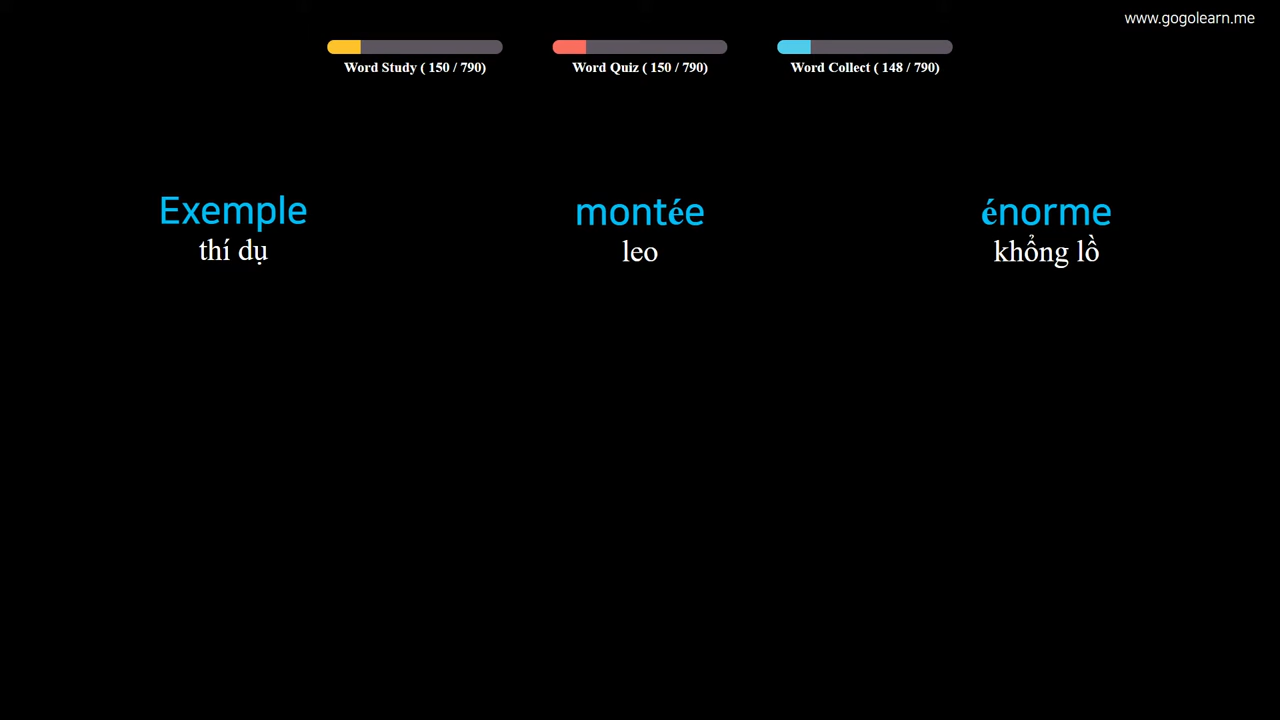 www.gogolearn.me
Word Study ( 150 / 790)
Word Quiz ( 150 / 790)
Word Collect ( 148 / 790)
Exemple
thí dụ
montée
leo
énorme
khổng lồ